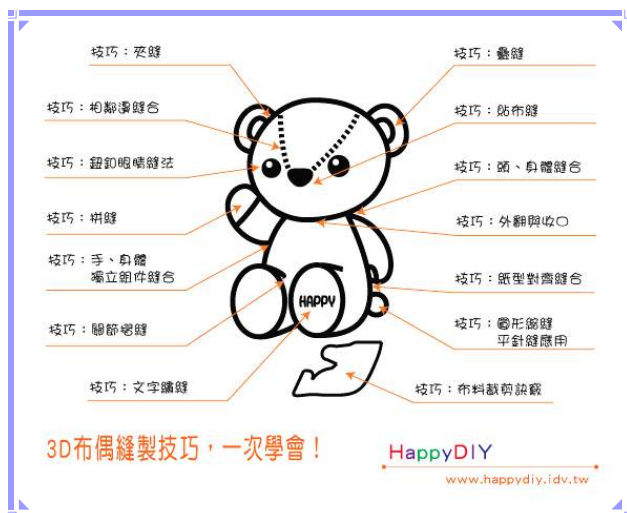 技巧：夾縫
技巧：疊縫
技巧：相鄰邊縫合
技巧：貼布縫
技巧：鈕釦眼睛縫法
技巧：頭、身體縫合
技巧：拼縫
技巧：外翻與收口
技巧：手、身體
獨立組件縫合
技巧：紙型對齊縫合
HAPPY
技巧：關節褶縫
技巧：圓形縮縫
平針縫應用
技巧：文字繡縫
技巧：布料裁剪訣竅
3D布偶縫製技巧，一次學會！
HappyDIY
www.happydiy.idv.tw